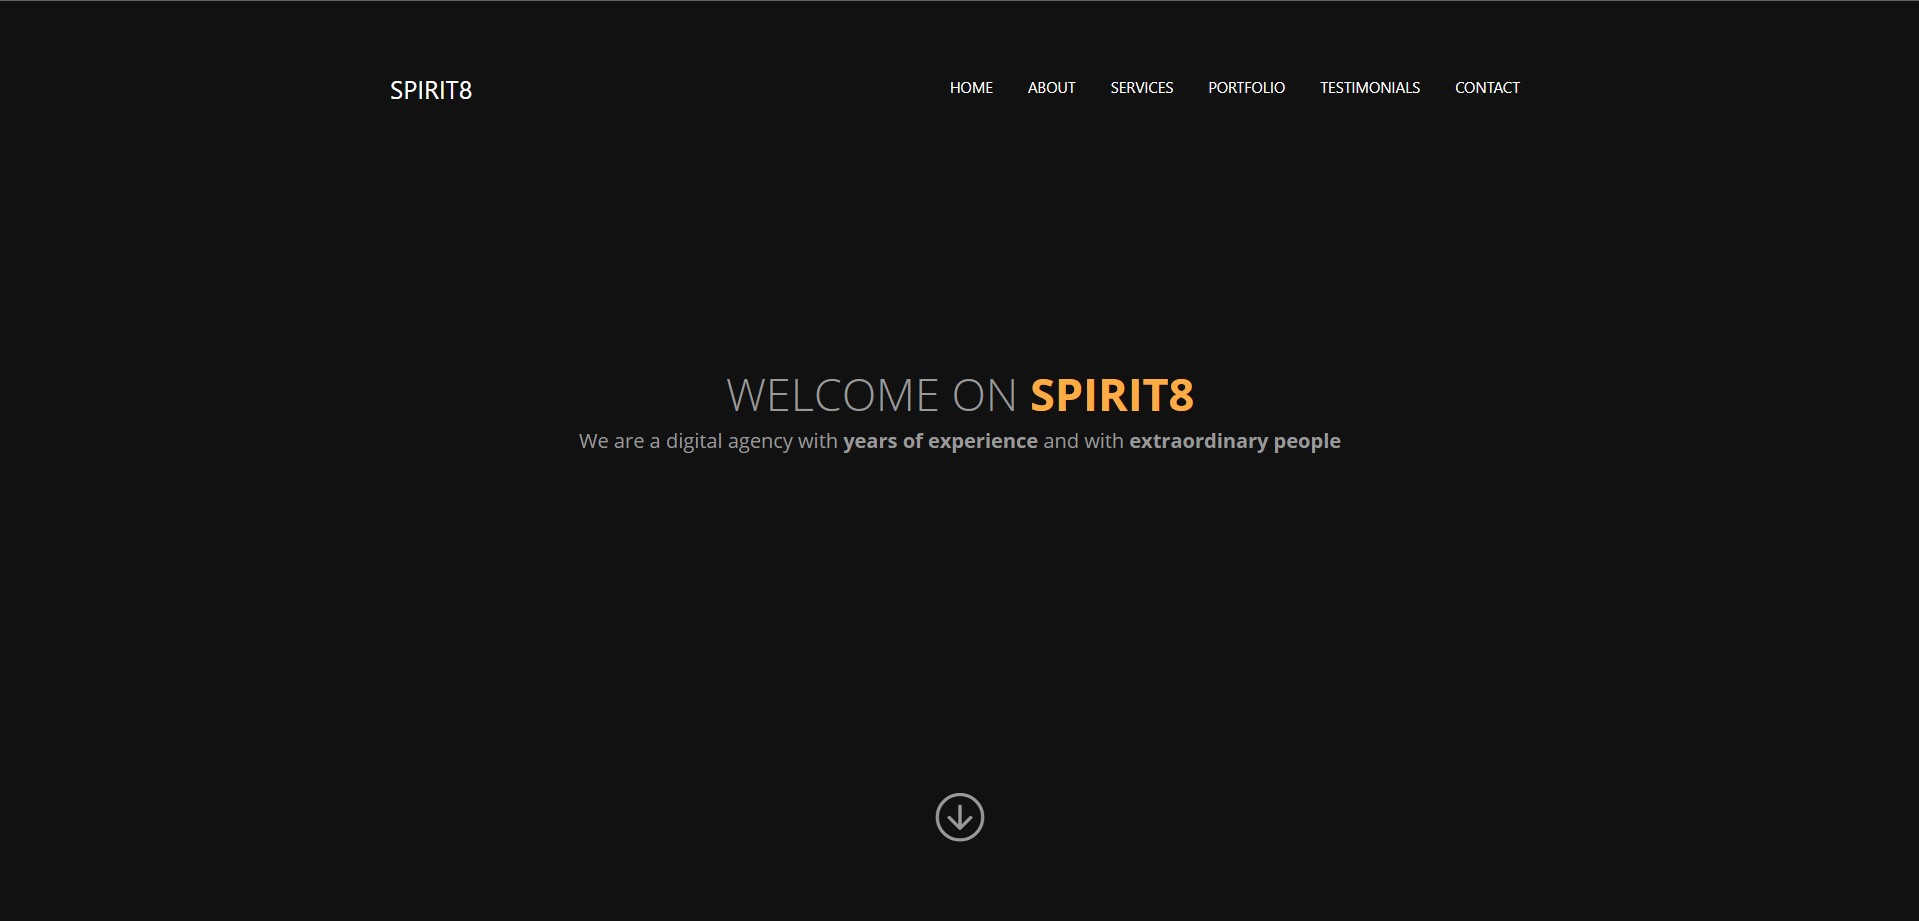 SPIRIT8
HOME ABOUT SERVICES PORTFOLIO TESTIMONIALS CONTACT
WELCOME ON SPIRIT8
We are a digital agency with years of experience and with extraordinary people